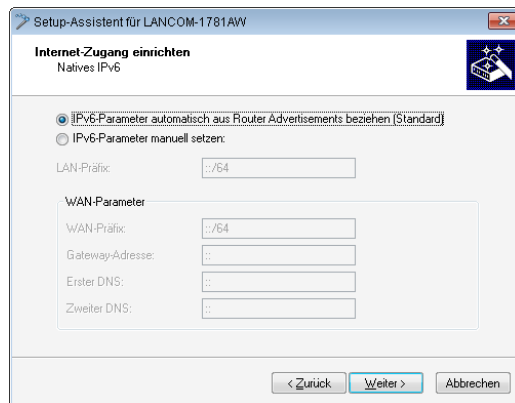 Setup-Assistent für LANCOM-1781AW
Internet-Zugang einrichten
Natives IPv6
IPv6-Parameter automatisch aus Router Advertisements beziehen (Standard)
IPv6-Parameter manuell setzen:
LAN-Präfix: ::/64
WAN-Parameter
WAN-Präfix: ::/64
Gateway-Adresse: ::
Erster DNS: ::
Zweiter DNS: ::
< Zurück Weiter > Abbrechen